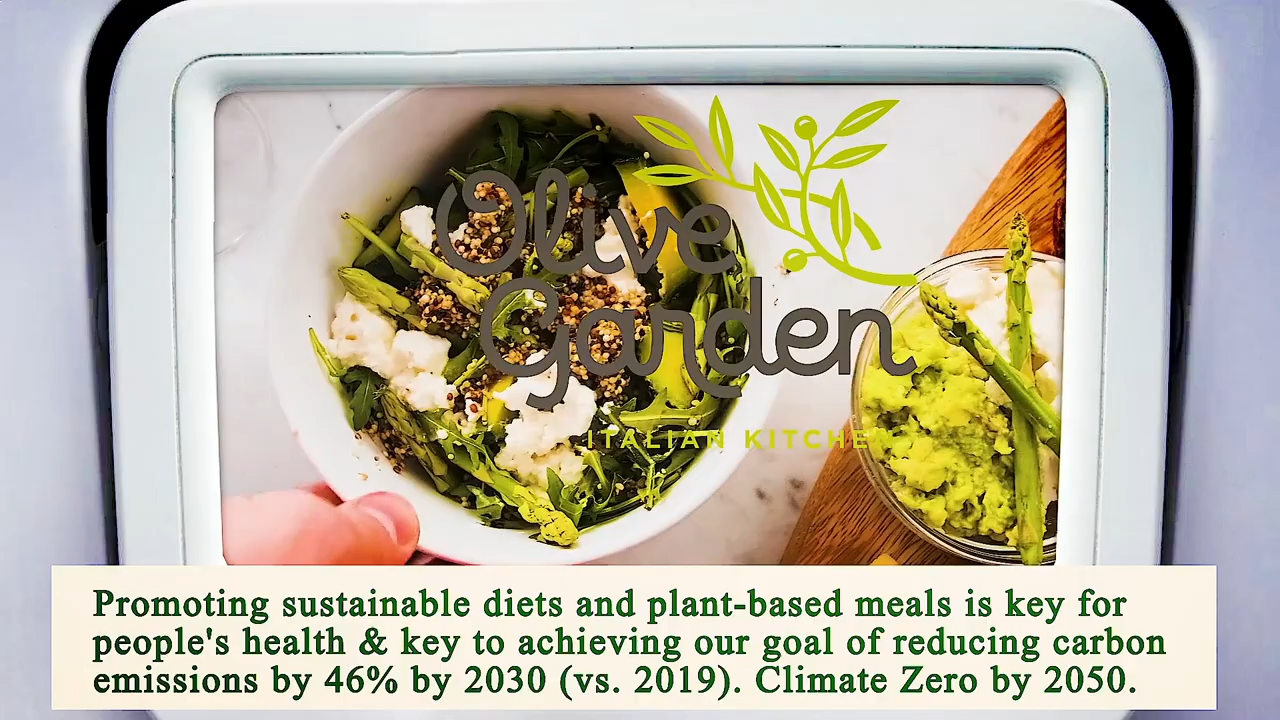 Olive
Garden
ITALIAN KITCHEN
Promoting sustainable diets and plant-based meals is key for
people's health & key to achieving our goal of reducing carbon
emissions by 46% by 2030 (vs. 2019). Climate Zero by 2050.